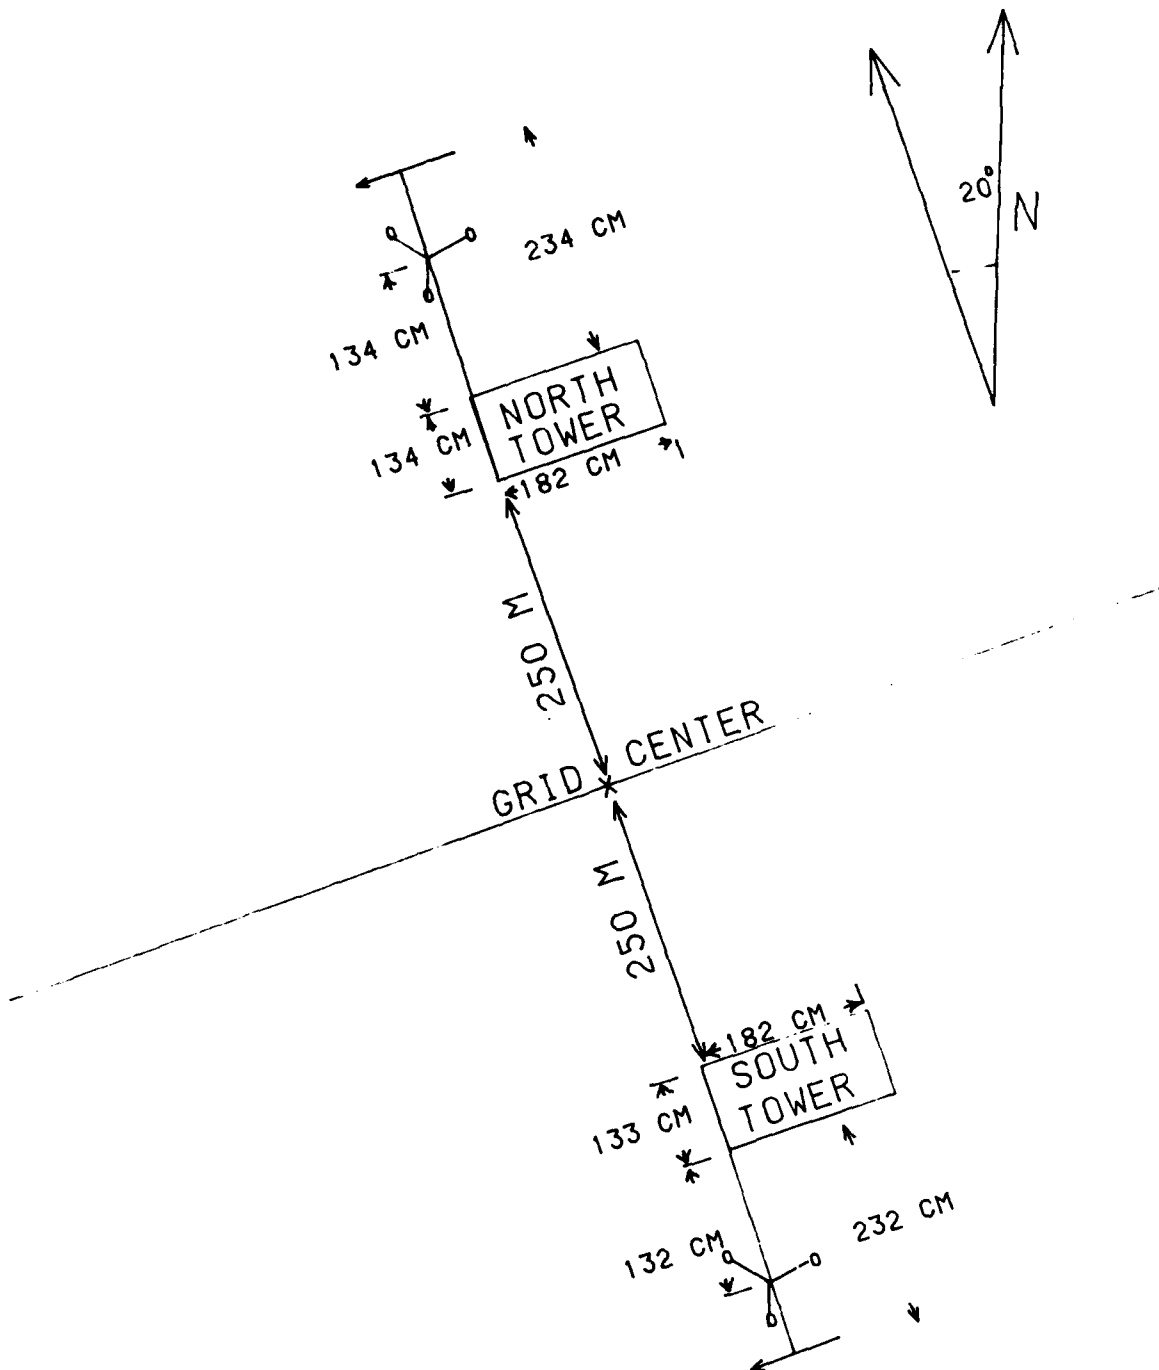 20°
N
234 CM
134 CM
NORTH
TOWER
134 CM
182 CM
250 M
GRID CENTER
250 M
182 CM
SOUTH
TOWER
133 CM
232 CM
132 CM